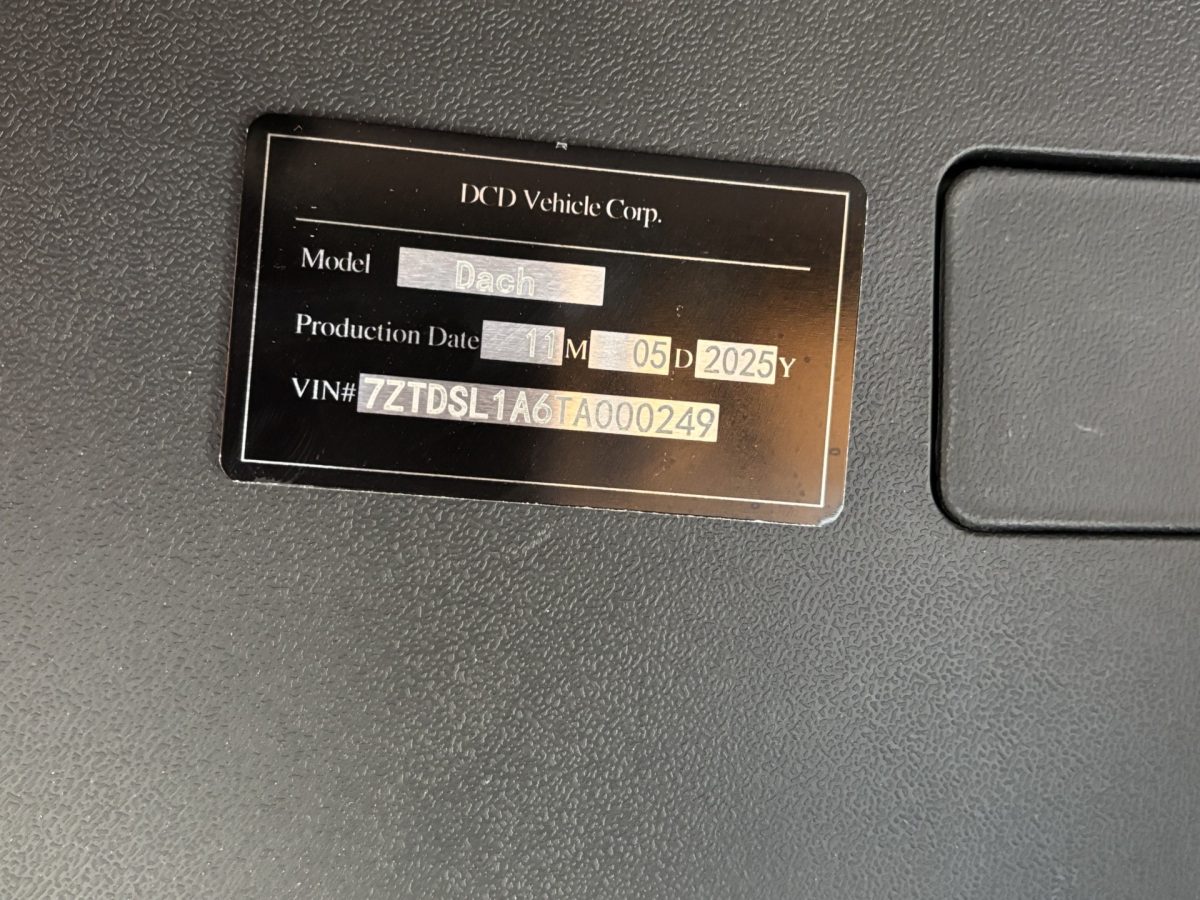 DCD Vehicle Corp.
Model Dach
Production Date 11 M 05 D 2025 Y
VIN# 7ZTDSL1A6TA000249